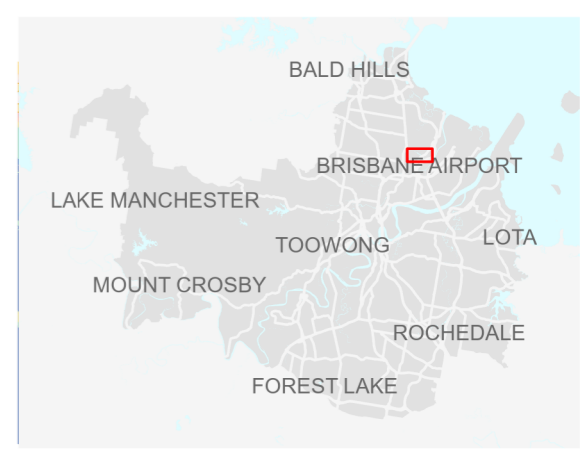 BALD HILLS
BRISBANE AIRPORT
LAKE MANCHESTER
LOTA
TOOWONG
MOUNT CROSBY
ROCHEDALE
FOREST LAKE